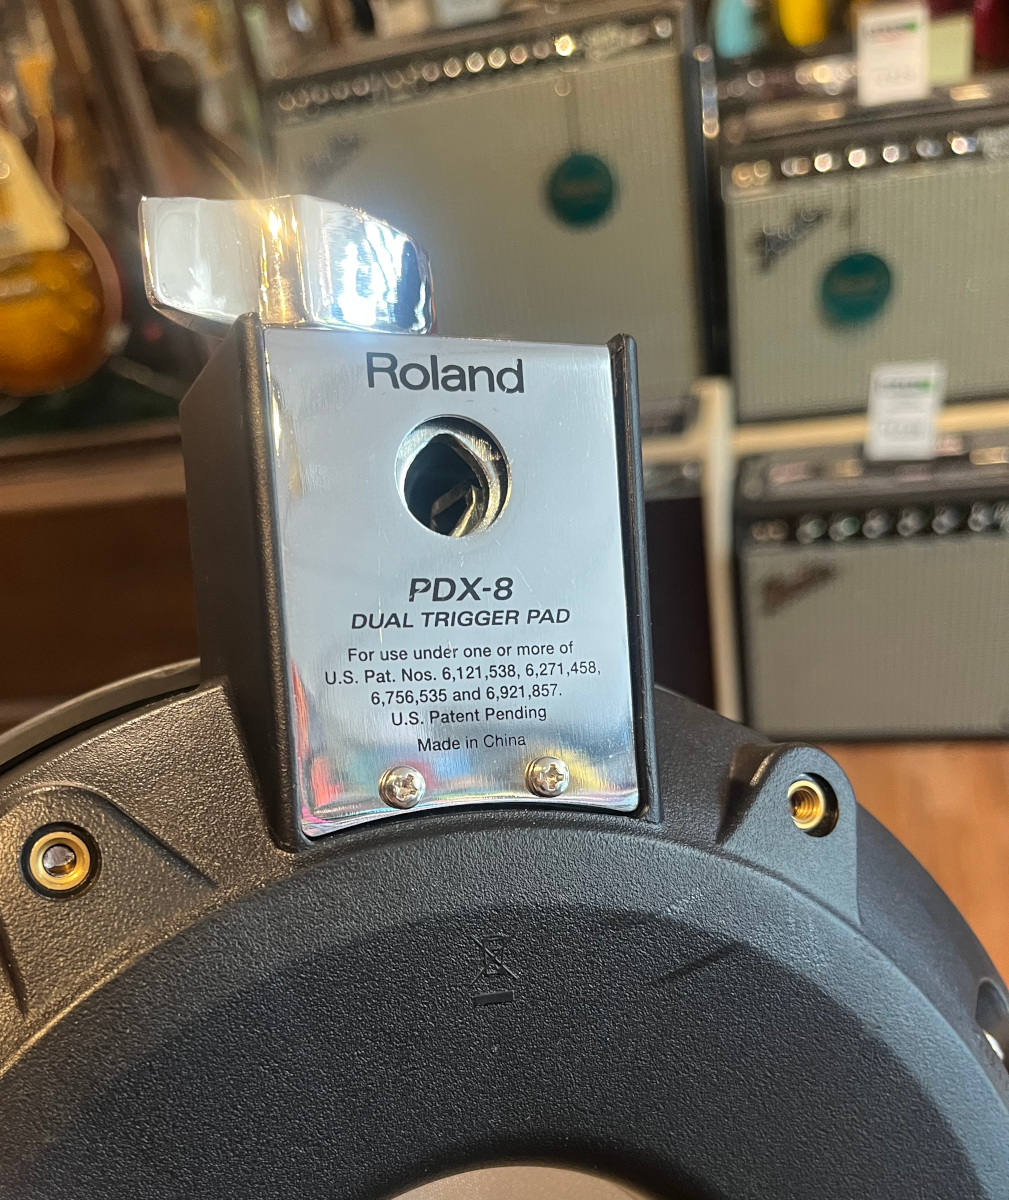 Roland
PDX-8
DUAL TRIGGER PAD
For use under one or more of
U.S. Pat. Nos. 6,121,538, 6,271,458,
6,756,535 and 6,921,857.
U.S. Patent Pending
Made in China